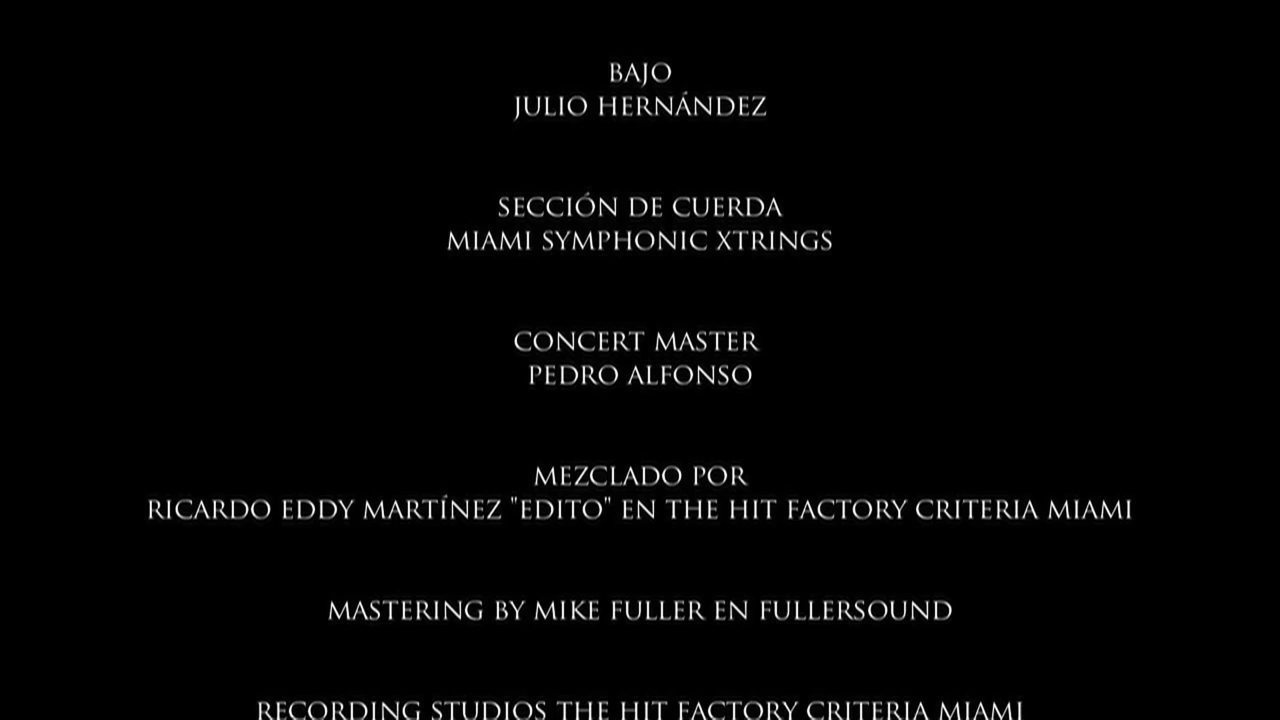 BAJO
JULIO HERNÁNDEZ
SECCIÓN DE CUERDA
MIAMI SYMPHONIC XTRINGS
CONCERT MASTER
PEDRO ALFONSO
MEZCLADO POR
RICARDO EDDY MARTÍNEZ "EDITO" EN THE HIT FACTORY CRITERIA MIAMI
MASTERING BY MIKE FULLER EN FULLERSOUND
RECORDING STUDIOS THE HIT FACTORY CRITERIA MIAMI